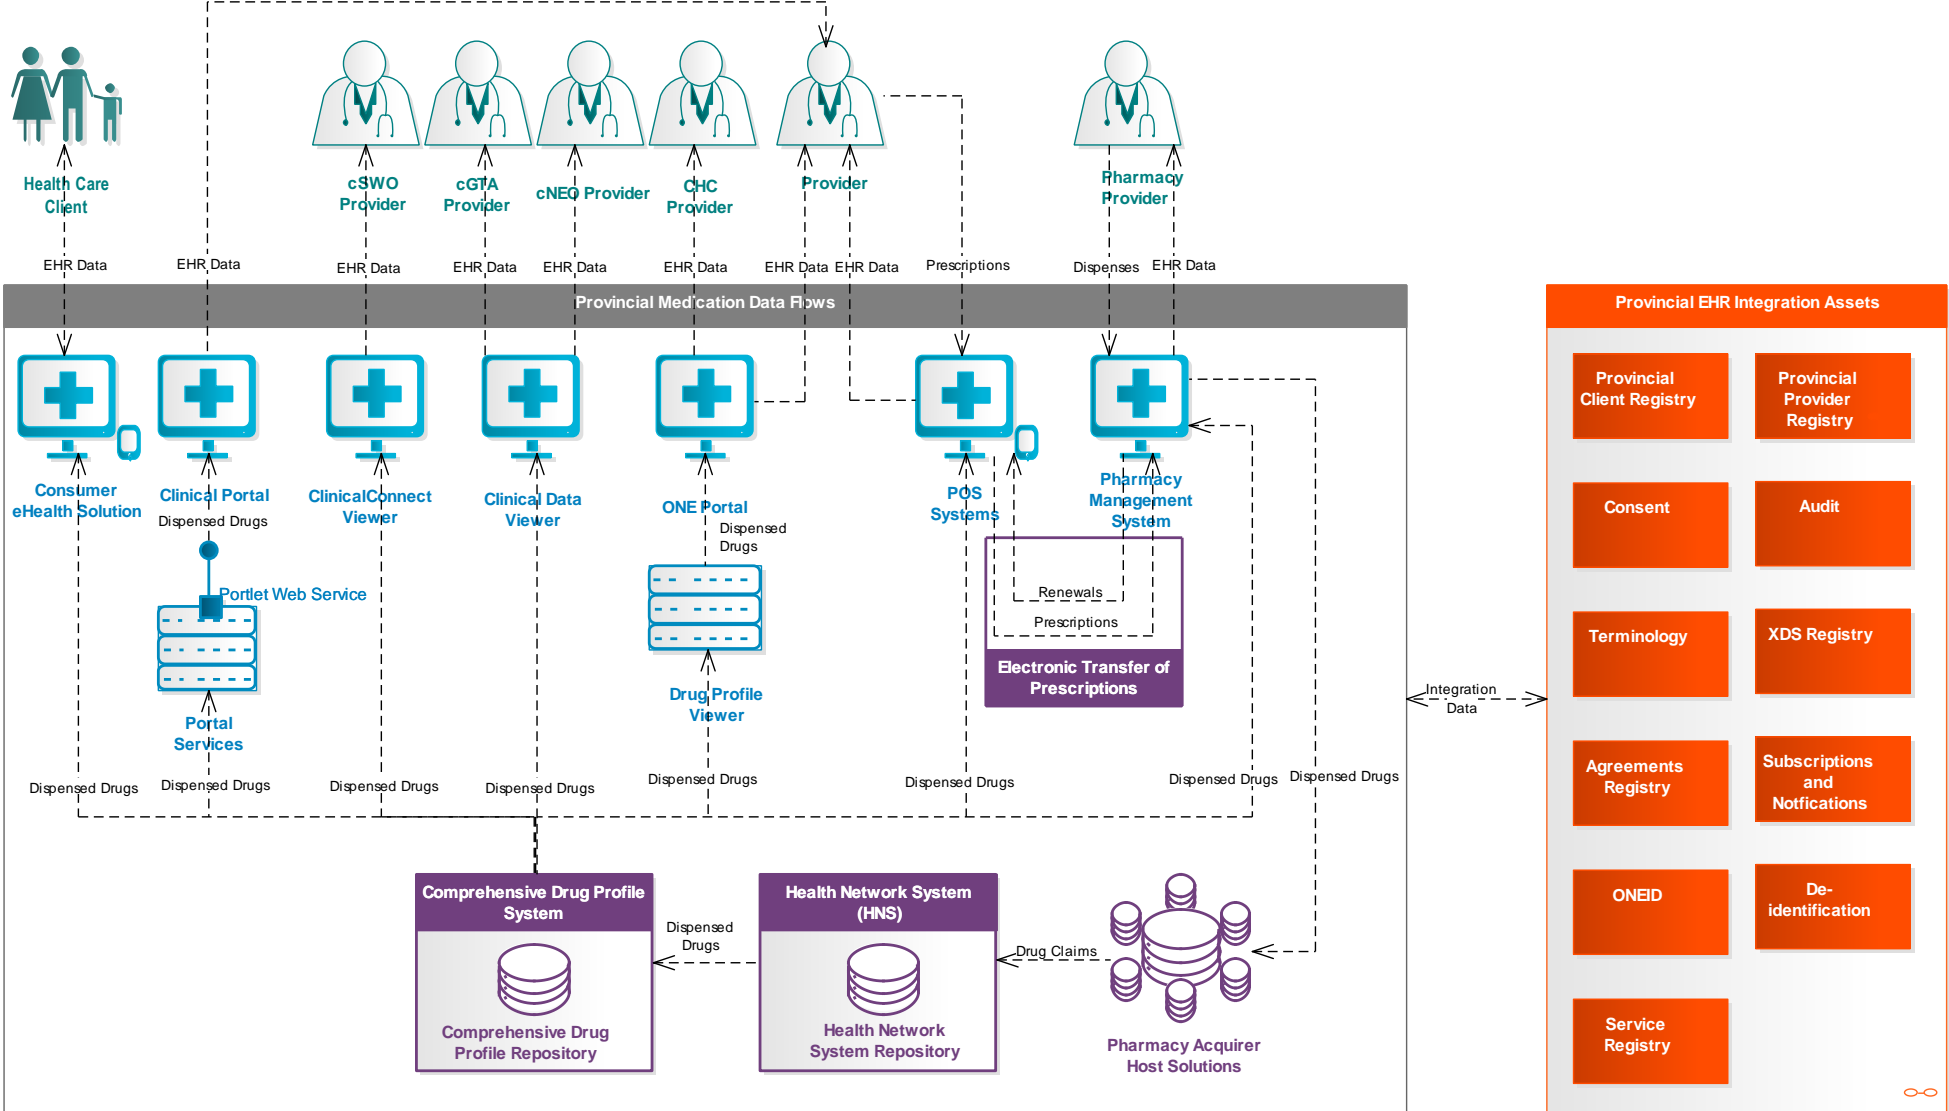 Health Care
Client
cSWO
Provider
cGTA
Provider
cNEO Provider
CHC
Provider
Provider
Pharmacy
Provider
EHR Data
EHR Data
EHR Data
EHR Data
EHR Data
EHR Data
EHR Data
EHR Data
Prescriptions
Dispenses
EHR Data
Provincial Medication Data Flows
Consumer
eHealth Solution
Clinical Portal
Dispensed Drugs
ClinicalConnect
Viewer
Clinical Data
Viewer
ONE Portal
Dispensed
Drugs
POS
Systems
Pharmacy
Management
System
Portlet Web Service
Renewals
Prescriptions
Electronic Transfer of
Prescriptions
Portal
Services
Drug Profile
Viewer
Dispensed Drugs
Dispensed Drugs
Dispensed Drugs
Dispensed Drugs
Dispensed Drugs
Dispensed Drugs
Dispensed Drugs
Dispensed Drugs
Comprehensive Drug Profile
System
Comprehensive Drug
Profile Repository
Dispensed
Drugs
Health Network System
(HNS)
Health Network
System Repository
Drug Claims
Pharmacy Acquirer
Host Solutions
Integration
Data
Provincial EHR Integration Assets
Provincial
Client Registry
Provincial
Provider
Registry
Consent
Audit
Terminology
XDS Registry
Agreements
Registry
Subscriptions
and
Notfications
ONEID
De-
identification
Service
Registry